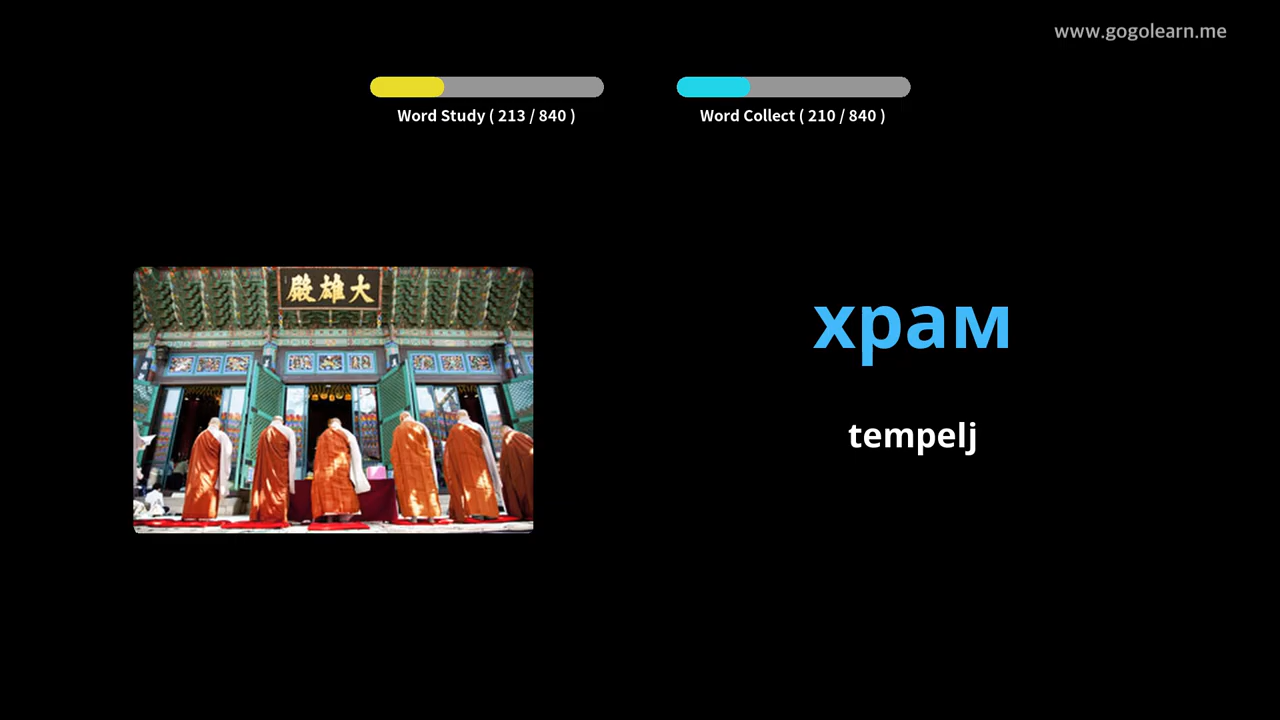 www.gogolearn.me
Word Study ( 213 / 840 )
Word Collect ( 210 / 840 )
殿雄大
храм
tempelj